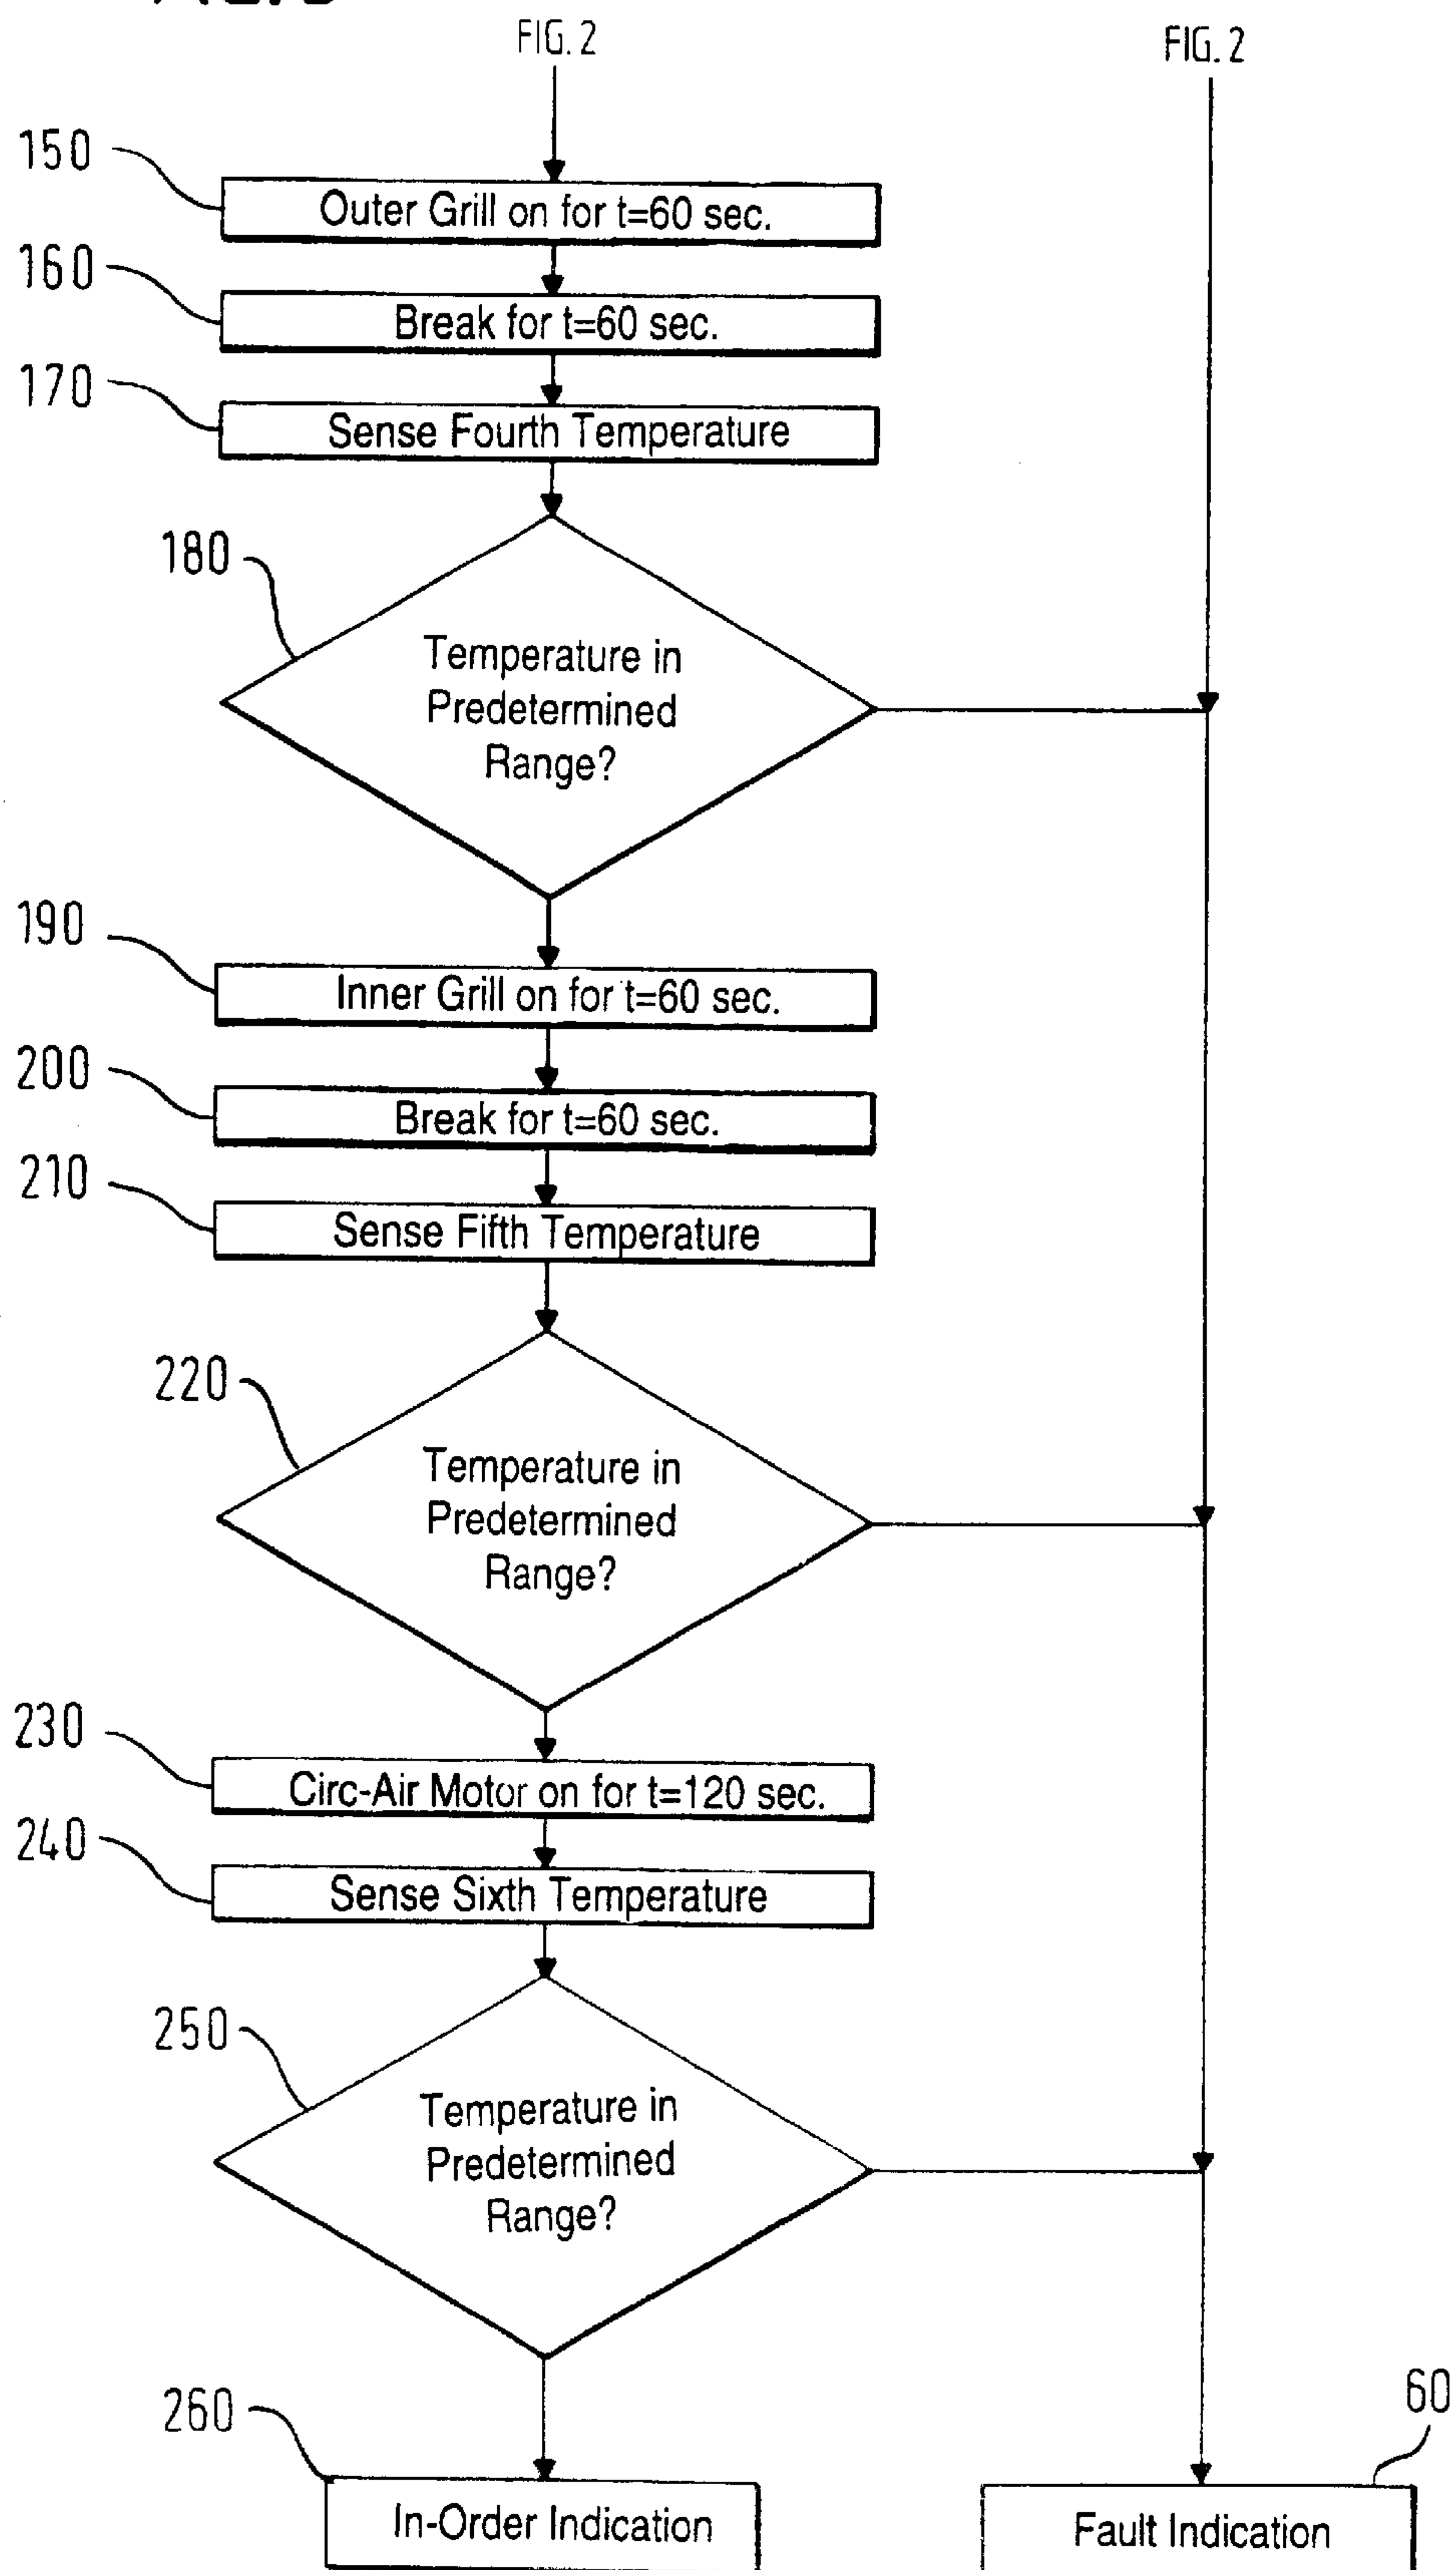 FIG. 2
FIG. 2
150
Outer Grill on for t=60 sec.
160
Break for t=60 sec.
170
Sense Fourth Temperature
180
Temperature in
Predetermined
Range?
190
Inner Grill on for t=60 sec.
200
Break for t=60 sec.
210
Sense Fifth Temperature
220
Temperature in
Predetermined
Range?
230
Circ-Air Motor on for t=120 sec.
240
Sense Sixth Temperature
250
Temperature in
Predetermined
Range?
260
In-Order Indication
60
Fault Indication